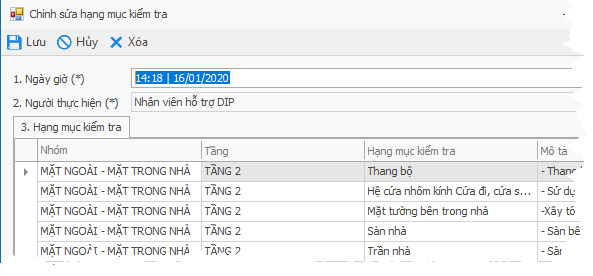 Chỉnh sửa hạng mục kiểm tra
Lưu Hủy Xóa
1. Ngày giờ (*) 14:18 | 16/01/2020
2. Người thực hiện (*) Nhân viên hỗ trợ DIP
3. Hạng mục kiểm tra
Nhóm Tầng Hạng mục kiểm tra Mô tả
MẶT NGOÀI - MẶT TRONG NHÀ TẦNG 2 Thang bộ - Thang
MẶT NGOÀI - MẶT TRONG NHÀ TẦNG 2 Hệ cửa nhôm kính Cửa đi, cửa s... - Sử dụ
MẶT NGOÀI - MẶT TRONG NHÀ TẦNG 2 Mặt tường bên trong nhà -Xây tô
MẶT NGOÀI - MẶT TRONG NHÀ TẦNG 2 Sàn nhà - Sàn bê
MẶT NGOÀI - MẶT TRONG NHÀ TẦNG 2 Trần nhà - Sàn